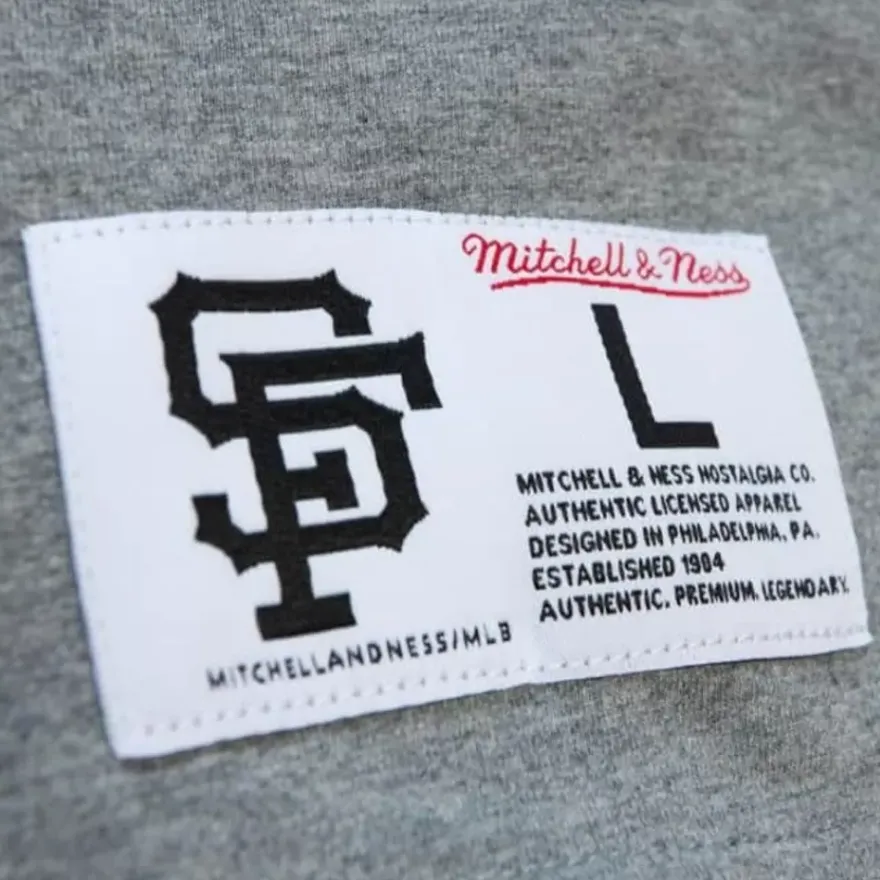 SF
MITCHELLANDNESS/MLB
Mitchell & Ness
L
MITCHELL & NESS NOSTALGIA CO.
AUTHENTIC LICENSED APPAREL
DESIGNED IN PHILADELPHIA, PA.
ESTABLISHED 1904
AUTHENTIC. PREMIUM. LEGENDARY.